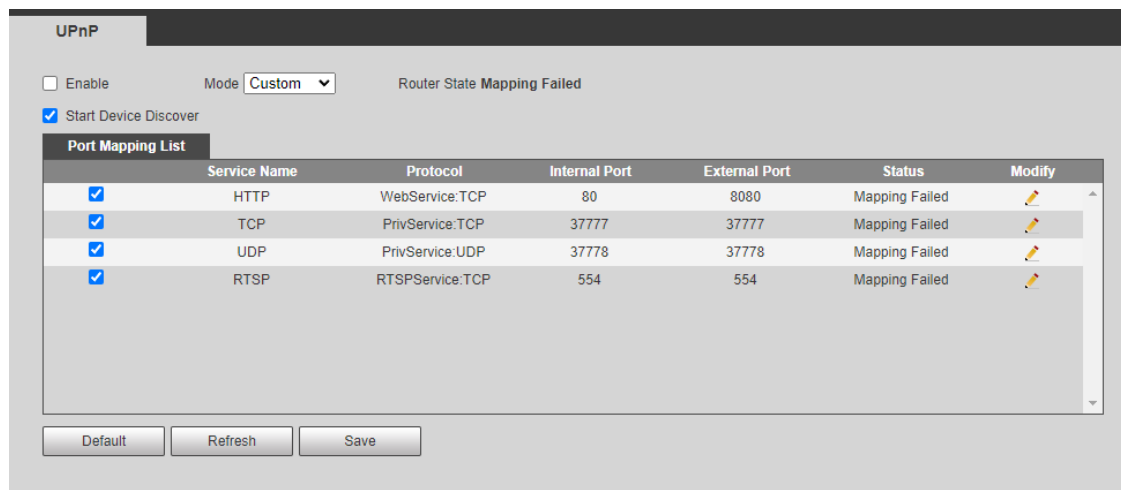 UPnP
Enable Mode Custom Router State Mapping Failed
Start Device Discover
Port Mapping List
Service Name Protocol Internal Port External Port Status Modify
HTTP WebService:TCP 80 8080 Mapping Failed
TCP PrivService:TCP 37777 37777 Mapping Failed
UDP PrivService:UDP 37778 37778 Mapping Failed
RTSP RTSPService:TCP 554 554 Mapping Failed
Default Refresh Save